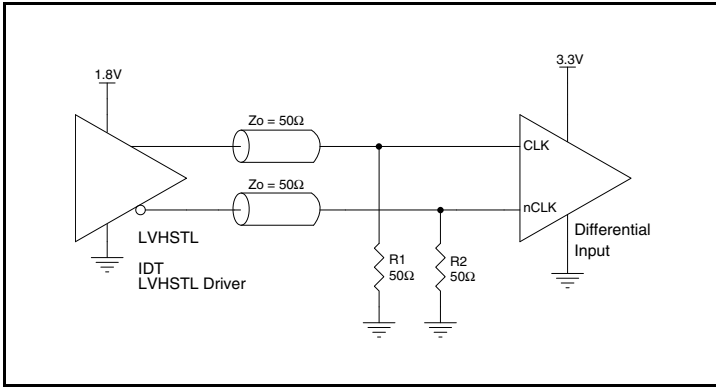 1.8V
3.3V
Zo = 50Ω
CLK
Zo = 50Ω
nCLK
LVHSTL
IDT
LVHSTL Driver
R1
50Ω
R2
50Ω
Differential
Input